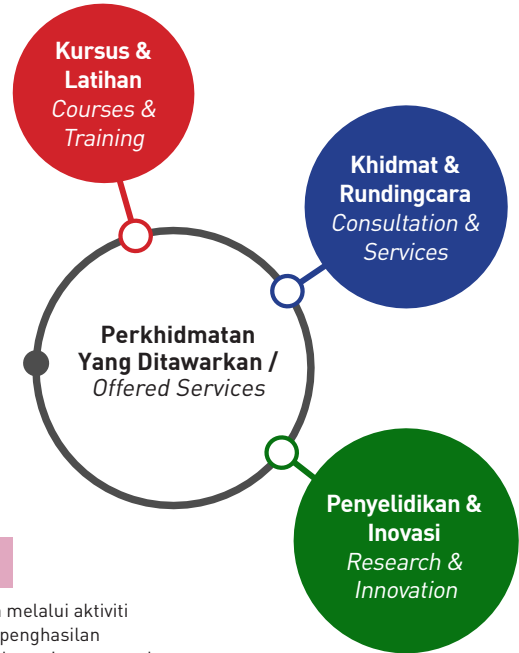 Kursus &
Latihan
Courses &
Training
Khidmat &
Rundingcara
Consultation &
Services
Perkhidmatan
Yang Ditawarkan /
Offered Services
Penyelidikan &
Inovasi
Research &
Innovation
melalui aktiviti
penghasilan